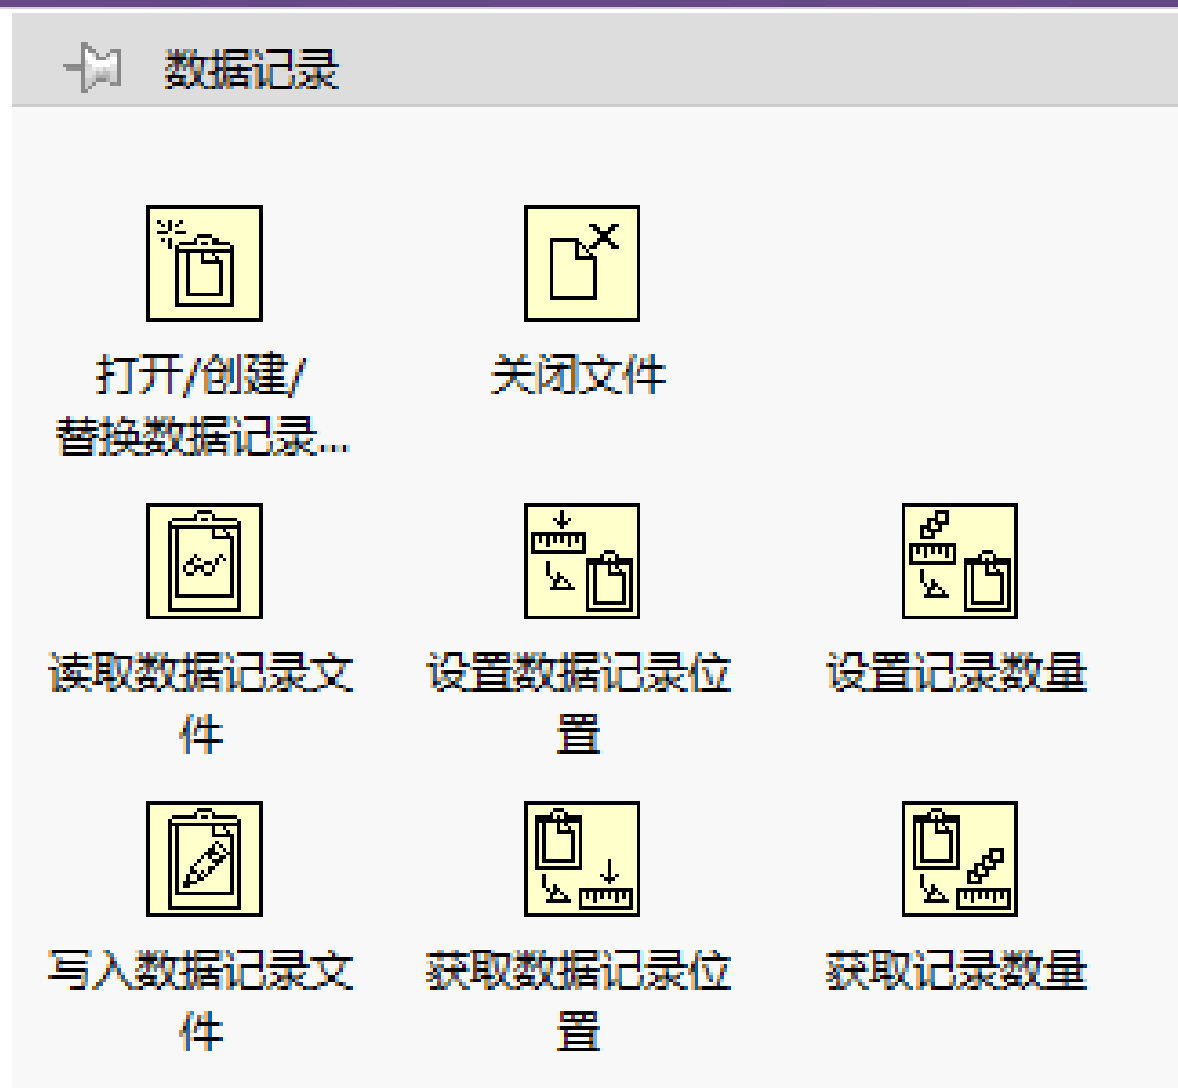 数据记录
打开/创建/
替换数据记录...
关闭文件
读取数据记录文
件
设置数据记录位
置
设置记录数量
写入数据记录文
件
获取数据记录位
置
获取记录数量